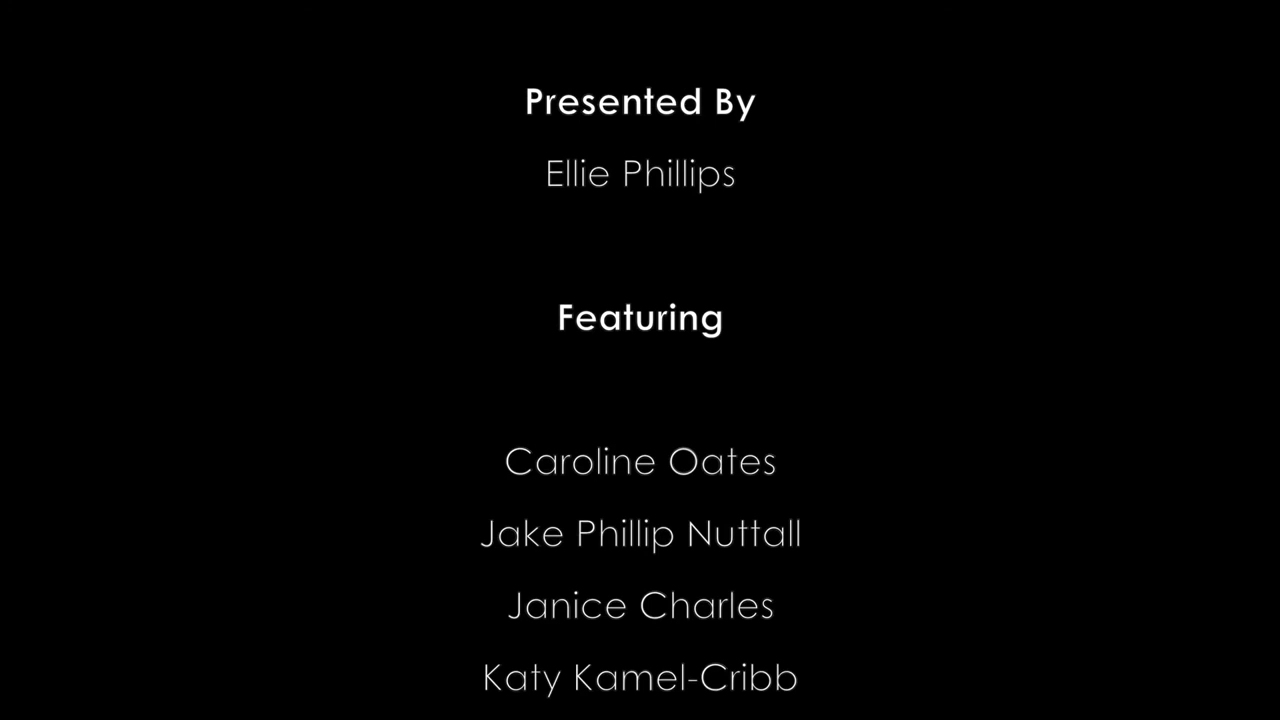 Presented By
Ellie Phillips
Featuring
Caroline Oates
Jake Phillip Nuttall
Janice Charles
Katy Kamel-Cribb